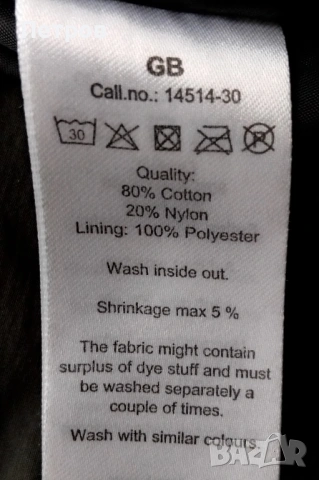 GB
Call.no.: 14514-30
30
Quality:
80% Cotton
20% Nylon
Lining: 100% Polyester
Wash inside out.
Shrinkage max 5 %
The fabric might contain
surplus of dye stuff and must
be washed separately a
couple of times.
Wash with similar colours.
BAZAR